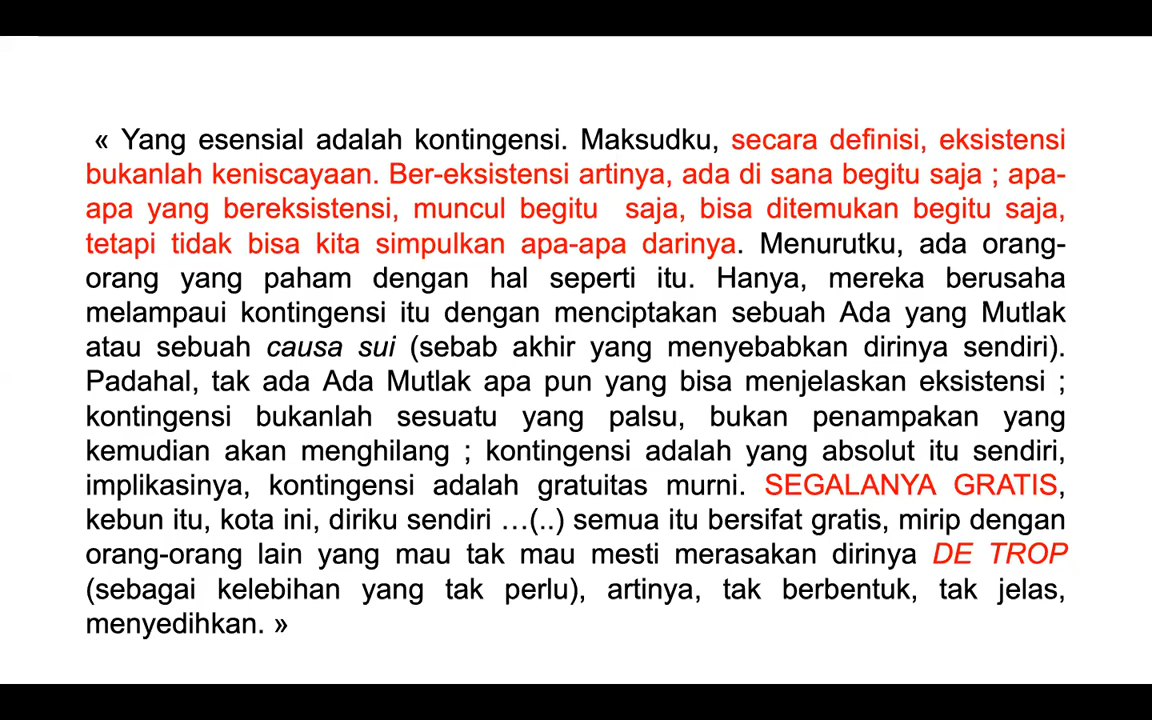 « Yang esensial adalah kontingensi. Maksudku, secara definisi, eksistensi
bukanlah keniscayaan. Ber-eksistensi artinya, ada di sana begitu saja ; apa-
apa yang bereksistensi, muncul begitu saja, bisa ditemukan begitu saja,
tetapi tidak bisa kita simpulkan apa-apa darinya. Menurutku, ada orang-
orang yang paham dengan hal seperti itu. Hanya, mereka berusaha
melampaui kontingensi itu dengan menciptakan sebuah Ada yang Mutlak
atau sebuah causa sui (sebab akhir yang menyebabkan dirinya sendiri).
Padahal, tak ada Ada Mutlak apa pun yang bisa menjelaskan eksistensi ;
kontingensi bukanlah sesuatu yang palsu, bukan penampakan yang
kemudian akan menghilang ; kontingensi adalah yang absolut itu sendiri,
implikasinya, kontingensi adalah gratuitas murni. SEGALANYA GRATIS,
kebun itu, kota ini, diriku sendiri …(..) semua itu bersifat gratis, mirip dengan
orang-orang lain yang mau tak mau mesti merasakan dirinya DE TROP
(sebagai kelebihan yang tak perlu), artinya, tak berbentuk, tak jelas,
menyedihkan. »